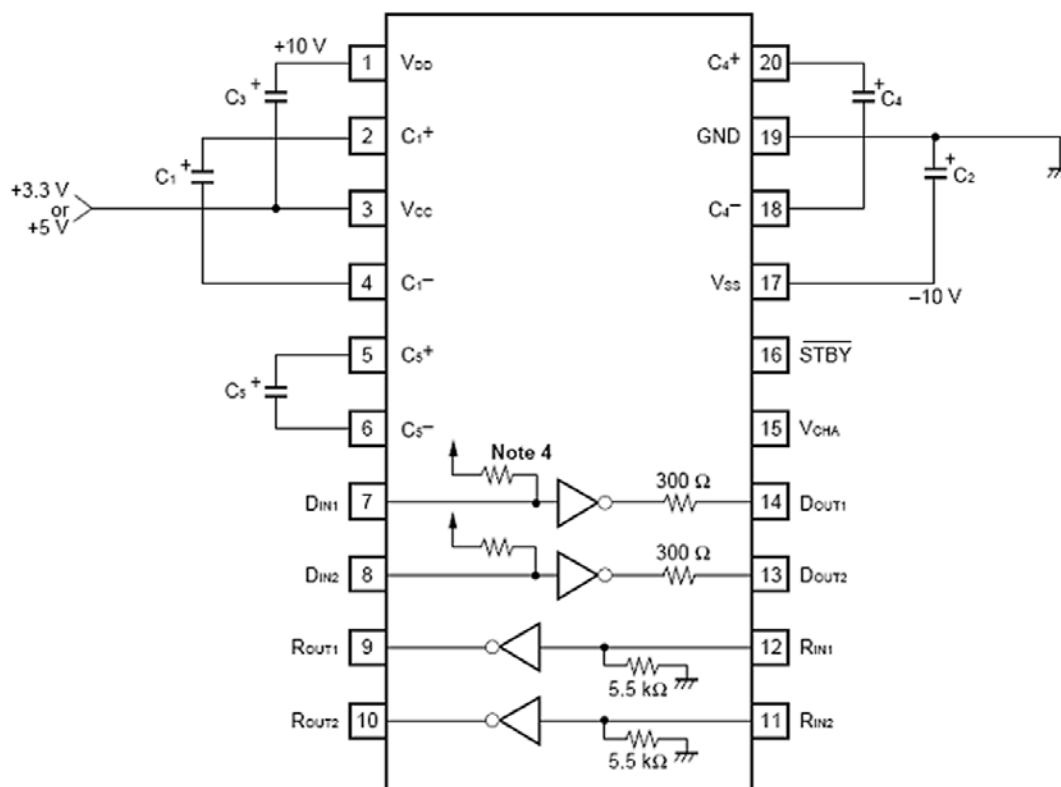 +10 V
1 VDD
C3 +
2 C1+
C1 +
+3.3 V
or
+5 V
3 VCC
4 C1−
5 C5+
C5 +
6 C5−
Note 4
DIN1 7
300 Ω
14 DOUT1
DIN2 8
300 Ω
13 DOUT2
ROUT1 9
12 RIN1
5.5 kΩ
ROUT2 10
11 RIN2
5.5 kΩ
C4+ 20
+ C4
GND 19
+ C2
C4− 18
VSS 17
−10 V
16 STBY
15 VCHA